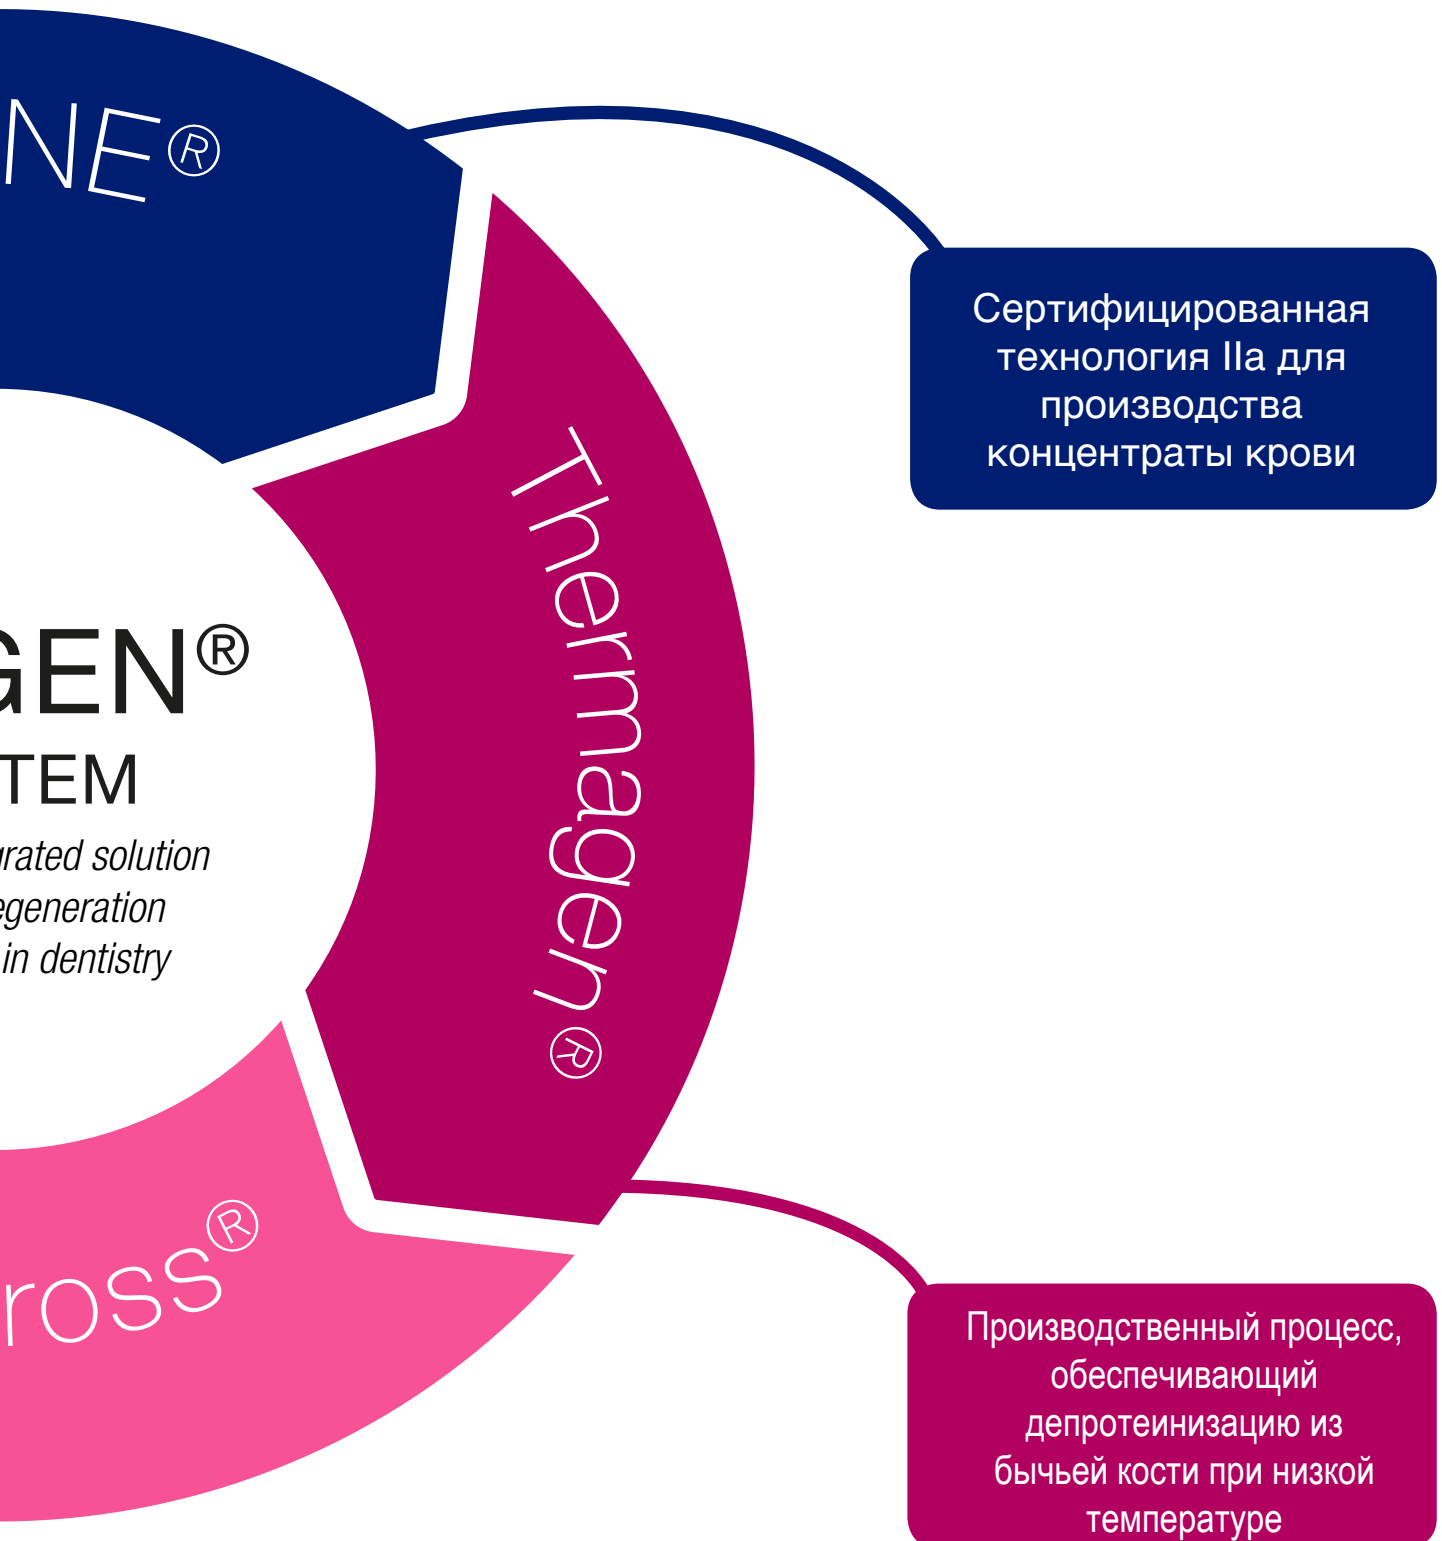 NE®
Сертифицированная
технология IIa для
производства
концентраты крови
Thermagen®
GEN®
TEM
grated solution
egeneration
in dentistry
ross®
Производственный процесс,
обеспечивающий
депротеинизацию из
бычьей кости при низкой
температуре